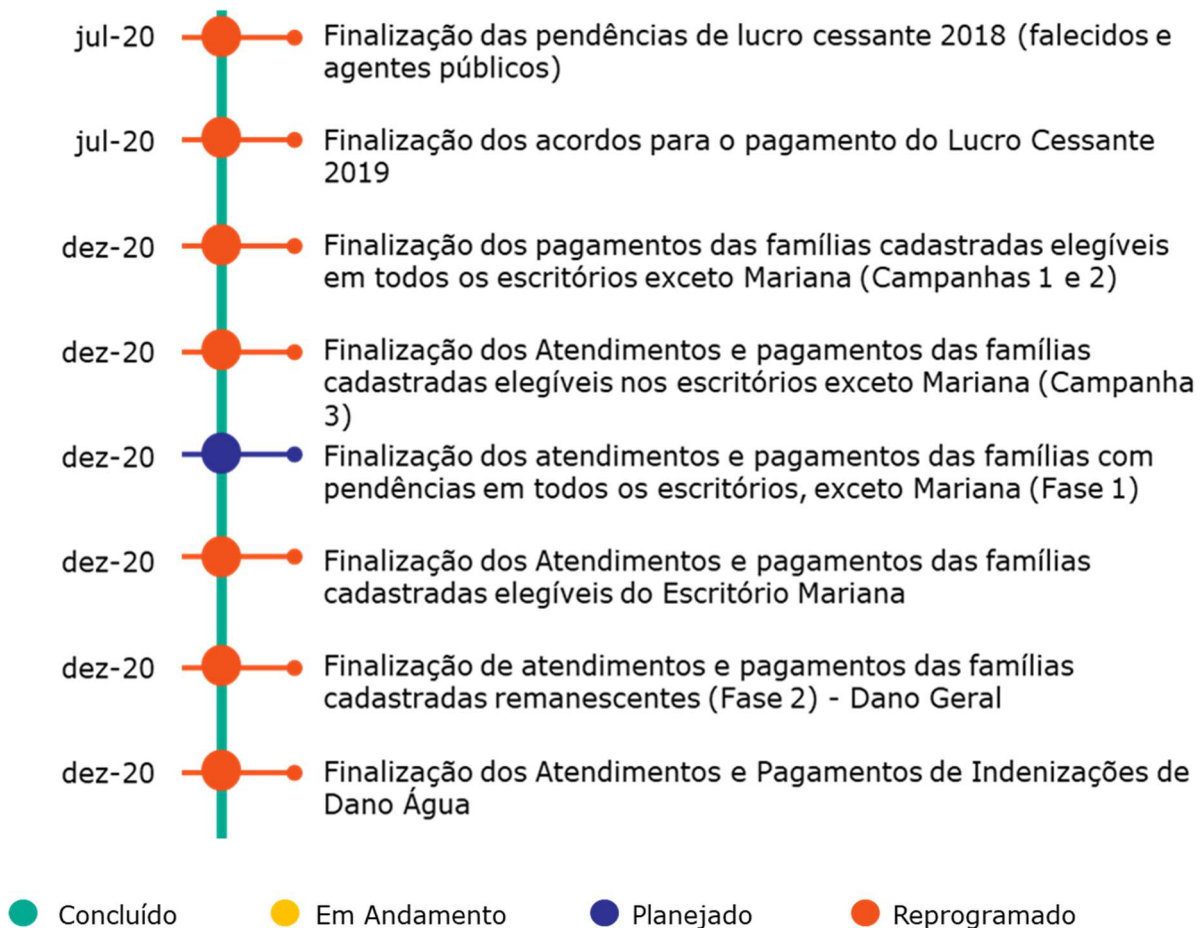 jul-20 Finalização das pendências de lucro cessante 2018 (falecidos e
agentes públicos)
jul-20 Finalização dos acordos para o pagamento do Lucro Cessante
2019
dez-20 Finalização dos pagamentos das famílias cadastradas elegíveis
em todos os escritórios exceto Mariana (Campanhas 1 e 2)
dez-20 Finalização dos Atendimentos e pagamentos das famílias
cadastradas elegíveis nos escritórios exceto Mariana (Campanha
3)
dez-20 Finalização dos atendimentos e pagamentos das famílias com
pendências em todos os escritórios, exceto Mariana (Fase 1)
dez-20 Finalização dos Atendimentos e pagamentos das famílias
cadastradas elegíveis do Escritório Mariana
dez-20 Finalização de atendimentos e pagamentos das famílias
cadastradas remanescentes (Fase 2) - Dano Geral
dez-20 Finalização dos Atendimentos e Pagamentos de Indenizações de
Dano Água
Concluído Em Andamento Planejado Reprogramado